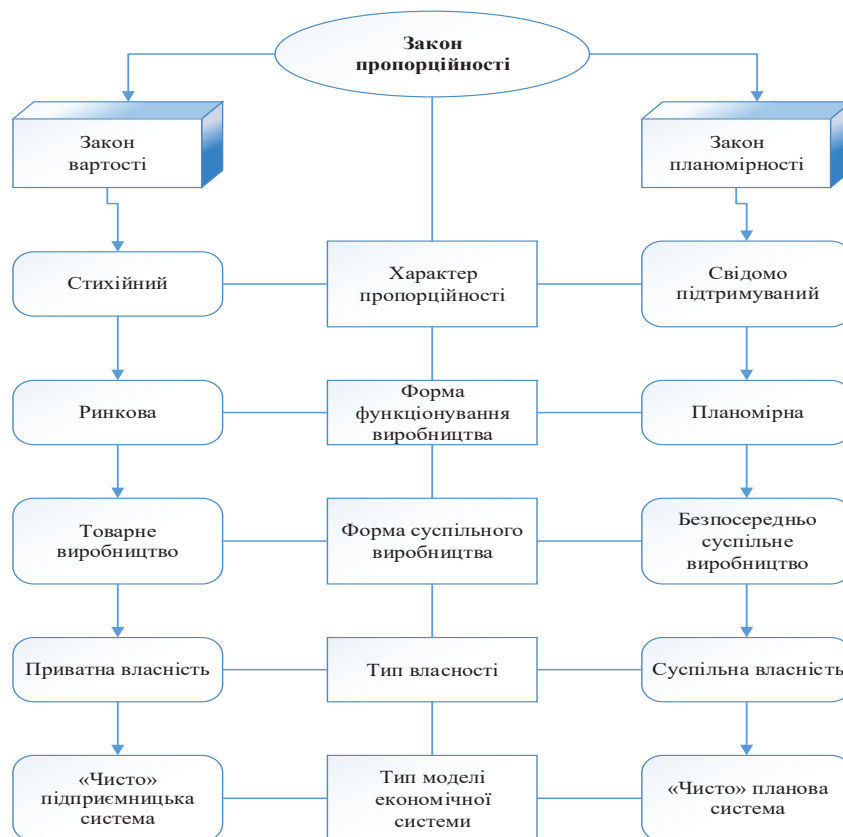 Закон
пропорційності
Закон
вартості
Закон
планомірності
Стихійний
Характер
пропорційності
Свідомо
підтримуваний
Ринкова
Форма
функціонування
виробництва
Планомірна
Товарне
виробництво
Форма суспільного
виробництва
Безпосередньо
суспільне
виробництво
Приватна власність
Тип власності
Суспільна власність
«Чисто»
підприємницька
система
Тип моделі
економічної
системи
«Чисто» планова
система